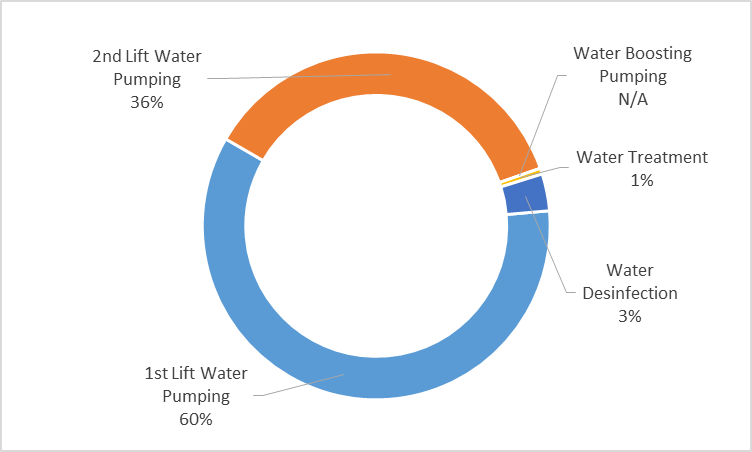 2nd Lift Water
Pumping
36%
Water Boosting
Pumping
N/A
Water Treatment
1%
Water
Desinfection
3%
1st Lift Water
Pumping
60%